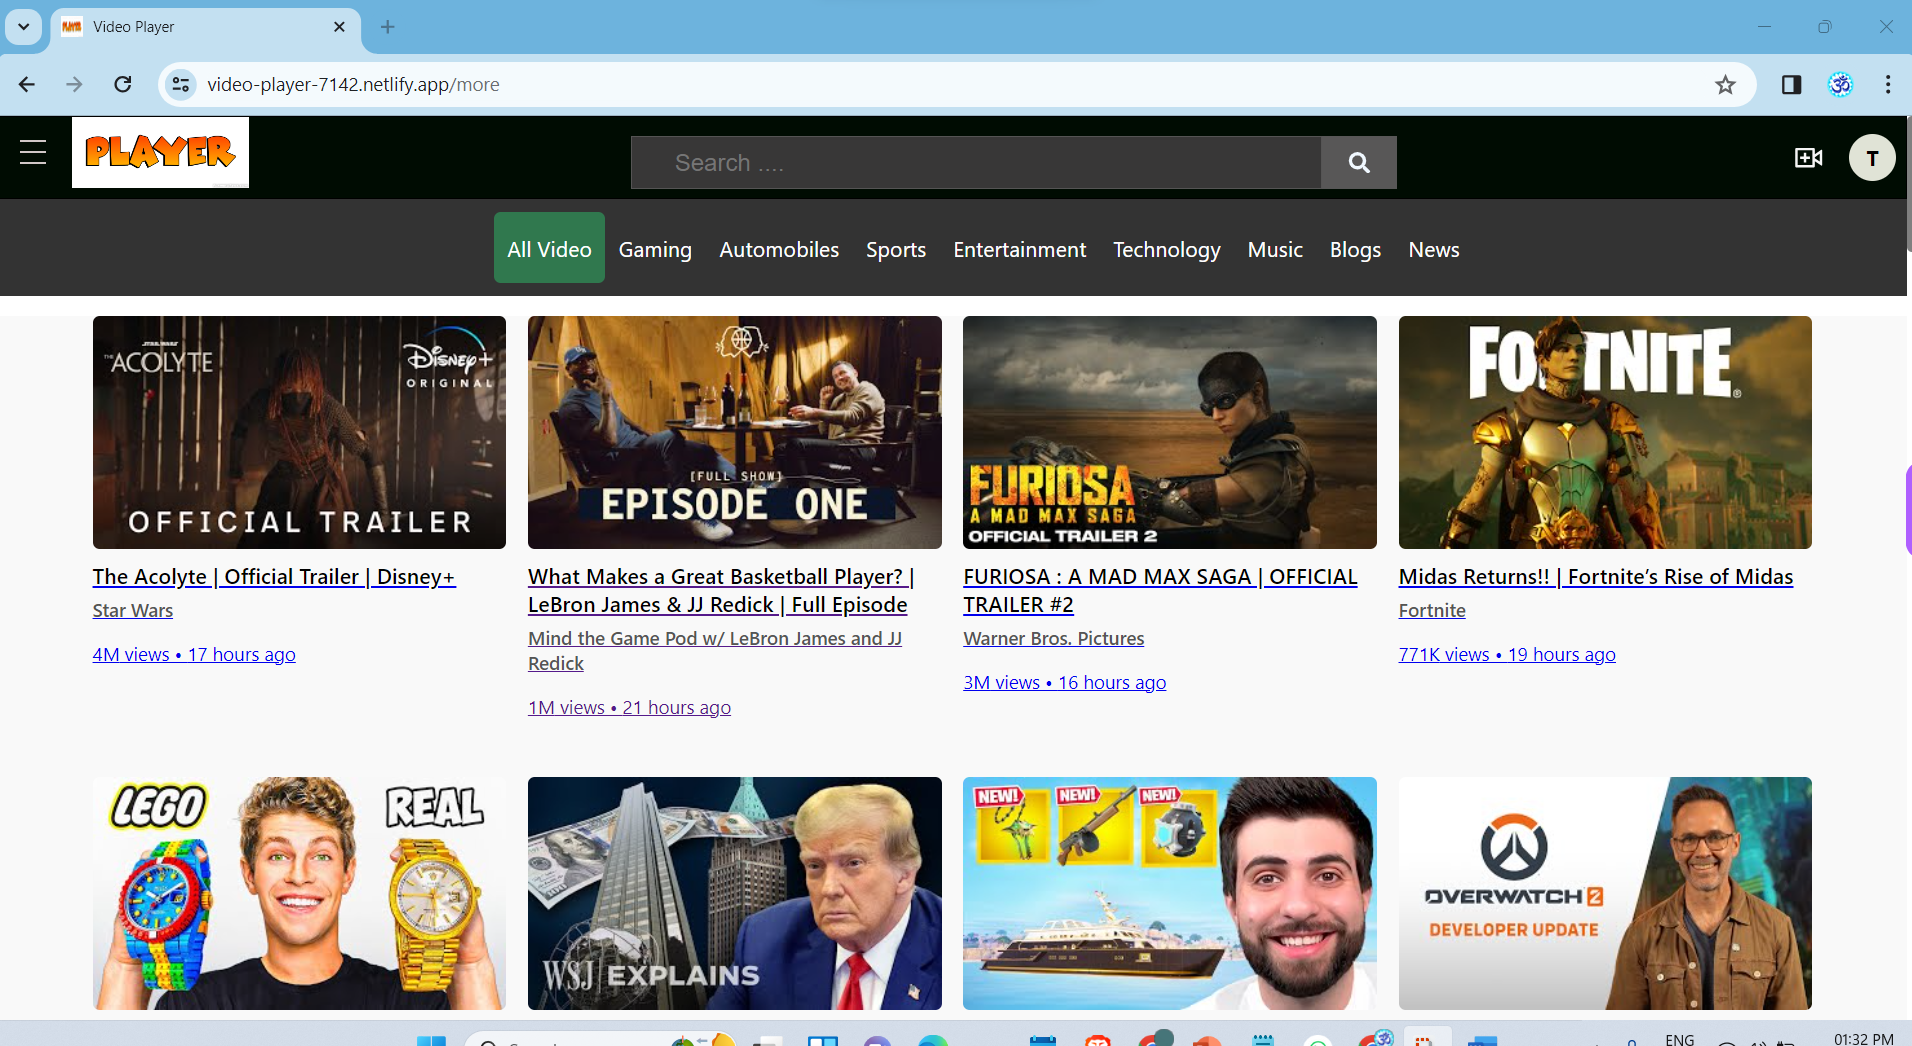 Video Player
video-player-7142.netlify.app/more
PLAYER
Search ....
T
All Video
Gaming
Automobiles
Sports
Entertainment
Technology
Music
Blogs
News
STAR WARS
THE ACOLYTE
Disney+
ORIGINAL
OFFICIAL TRAILER
[FULL SHOW]
EPISODE ONE
FURIOSA
A MAD MAX SAGA
OFFICIAL TRAILER 2
FORTNITE
The Acolyte | Official Trailer | Disney+
Star Wars
4M views • 17 hours ago
What Makes a Great Basketball Player? |
LeBron James & JJ Redick | Full Episode
Mind the Game Pod w/ LeBron James and JJ
Redick
1M views • 21 hours ago
FURIOSA : A MAD MAX SAGA | OFFICIAL
TRAILER #2
Warner Bros. Pictures
3M views • 16 hours ago
Midas Returns!! | Fortnite’s Rise of Midas
Fortnite
771K views • 19 hours ago
LEGO
REAL
WSJ EXPLAINS
NEW!
NEW!
NEW!
OVERWATCH 2
DEVELOPER UPDATE
ENG
01:32 PM